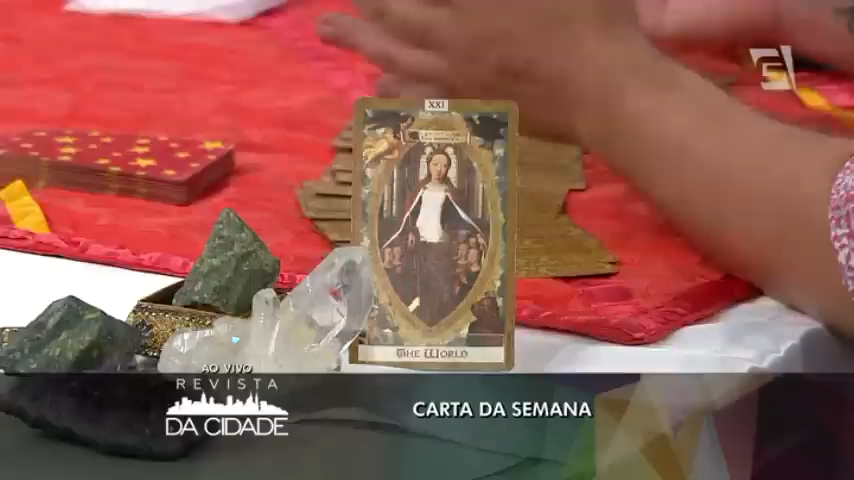 XXI
THE WORLD
AO VIVO
REVISTA
DA CIDADE
CARTA DA SEMANA